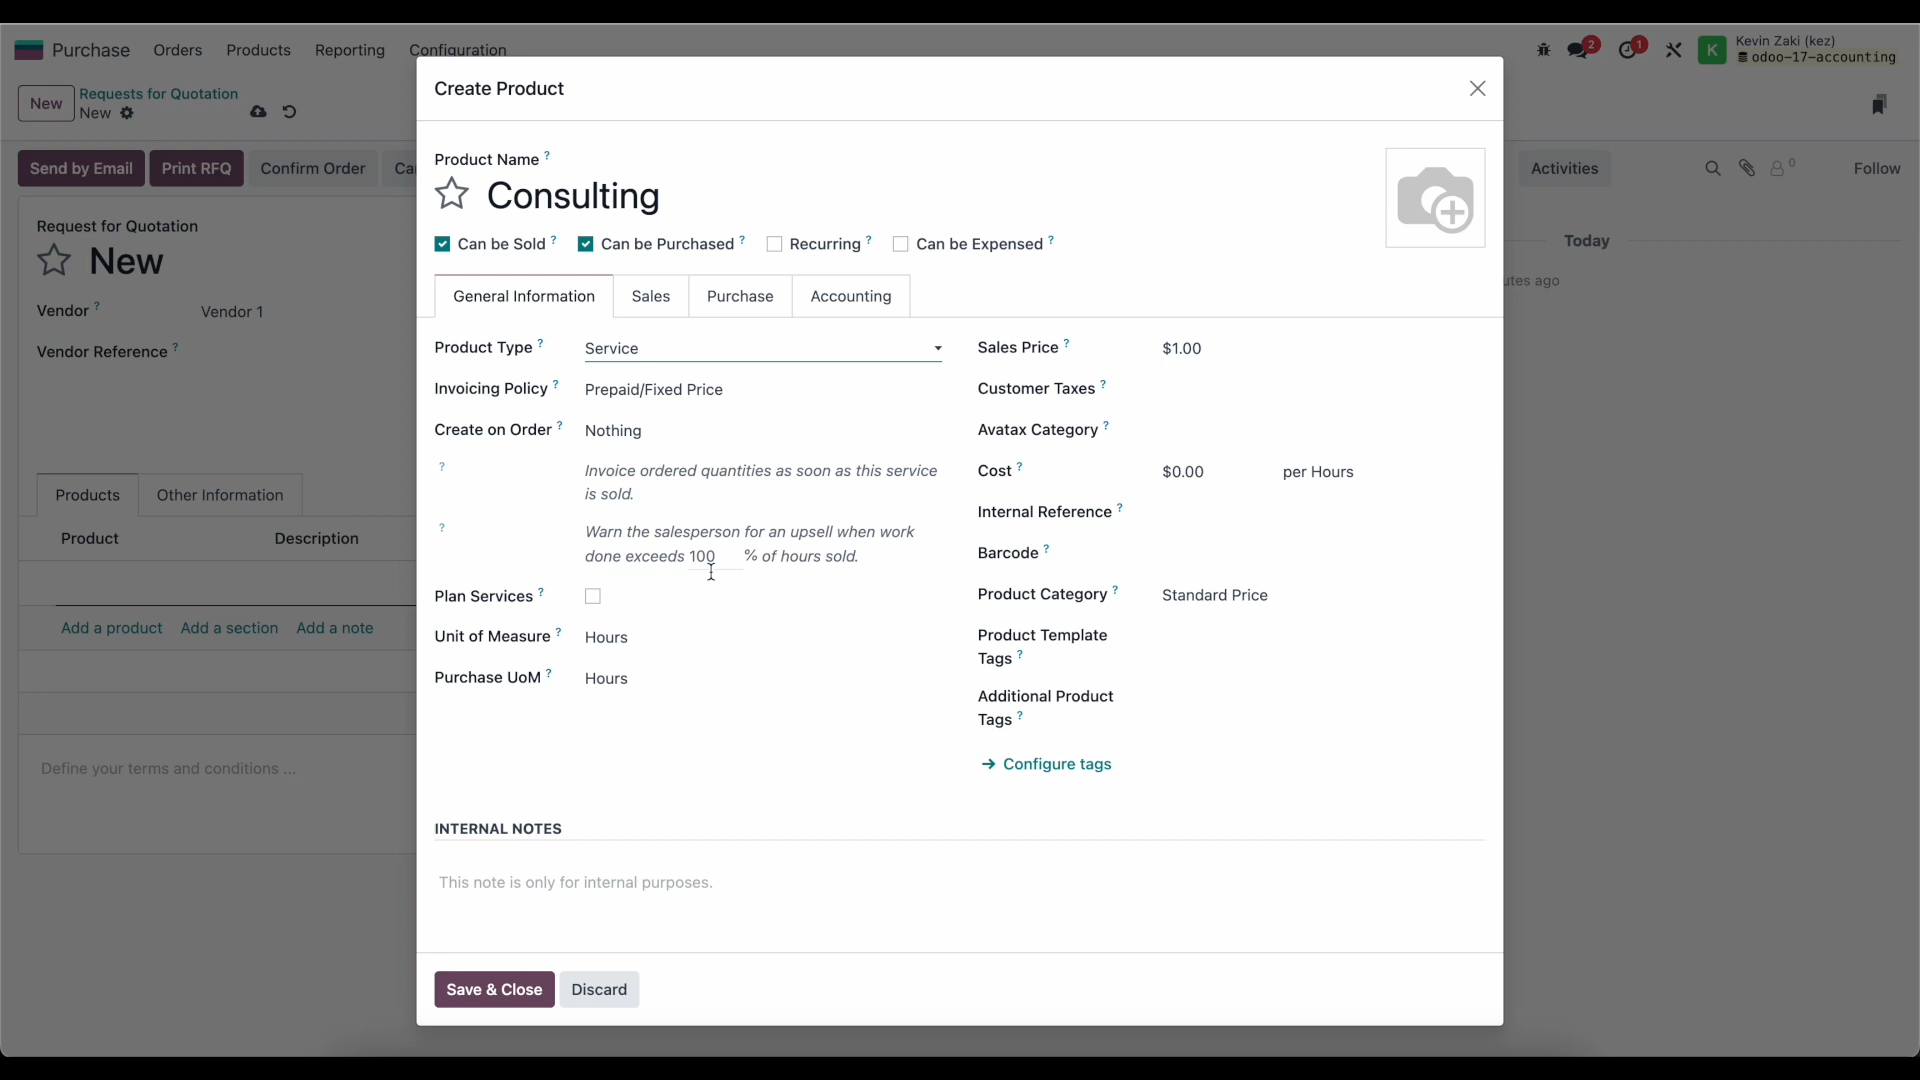 Purchase Orders Products Reporting Configuration
2 1 K Kevin Zaki (kez)
odoo-17-accounting
New Requests for Quotation
New
Send by Email Print RFQ Confirm Order Ca
Activities 0 Follow
Request for Quotation
New
Vendor ? Vendor 1
Vendor Reference ?
Products Other Information
Product Description
Add a product Add a section Add a note
Define your terms and conditions ...
Today
utes ago
Create Product
Product Name ?
Consulting
Can be Sold ? Can be Purchased ? Recurring ? Can be Expensed ?
General Information Sales Purchase Accounting
Product Type ? Service
Invoicing Policy ? Prepaid/Fixed Price
Create on Order ? Nothing
? Invoice ordered quantities as soon as this service
is sold.
? Warn the salesperson for an upsell when work
done exceeds 100 % of hours sold.
Plan Services ?
Unit of Measure ? Hours
Purchase UoM ? Hours
Sales Price ? $1.00
Customer Taxes ?
Avatax Category ?
Cost ? $0.00 per Hours
Internal Reference ?
Barcode ?
Product Category ? Standard Price
Product Template
Tags ?
Additional Product
Tags ?
→ Configure tags
INTERNAL NOTES
This note is only for internal purposes.
Save & Close Discard